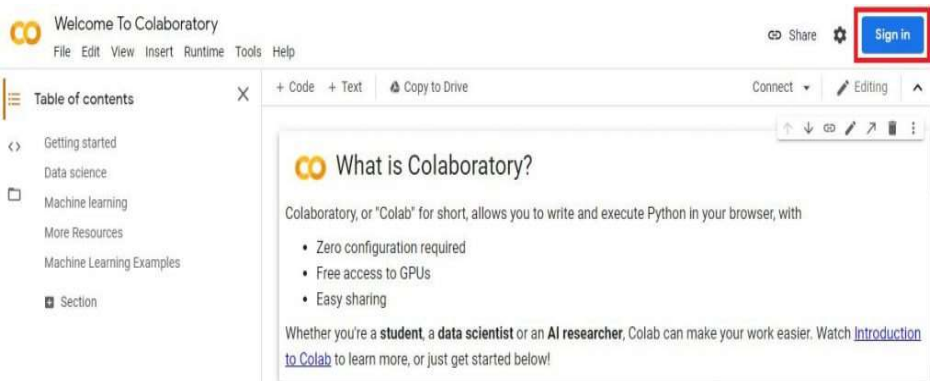 Welcome To Colaboratory
File Edit View Insert Runtime Tools Help
Share
Sign in
Table of contents
Getting started
Data science
Machine learning
More Resources
Machine Learning Examples
Section
+ Code + Text Copy to Drive
Connect
Editing
CO What is Colaboratory?
Colaboratory, or "Colab" for short, allows you to write and execute Python in your browser, with
• Zero configuration required
• Free access to GPUs
• Easy sharing
Whether you're a student, a data scientist or an AI researcher, Colab can make your work easier. Watch Introduction
to Colab to learn more, or just get started below!